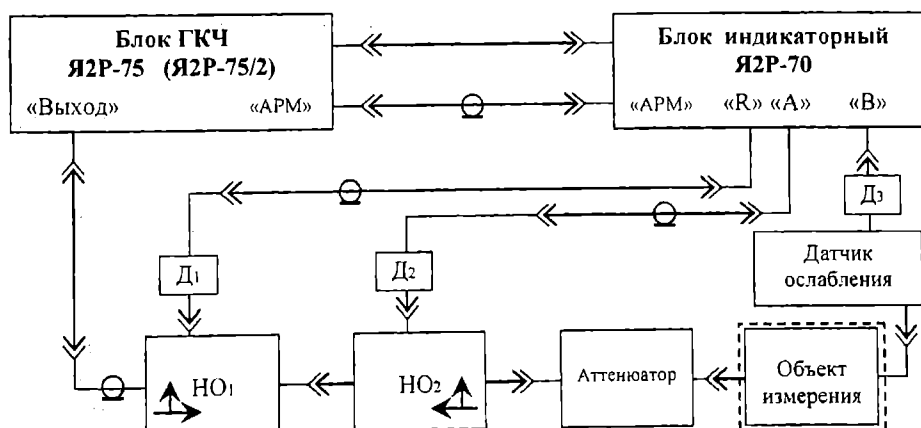 Блок ГКЧ
Я2Р-75 (Я2Р-75/2)
«Выход» «АРМ»
Блок индикаторный
Я2Р-70
«АРМ» «R» «A» «B»
Д1
Д2
Д3
Датчик
ослабления
НО1
НО2
Аттенюатор
Объект
измерения